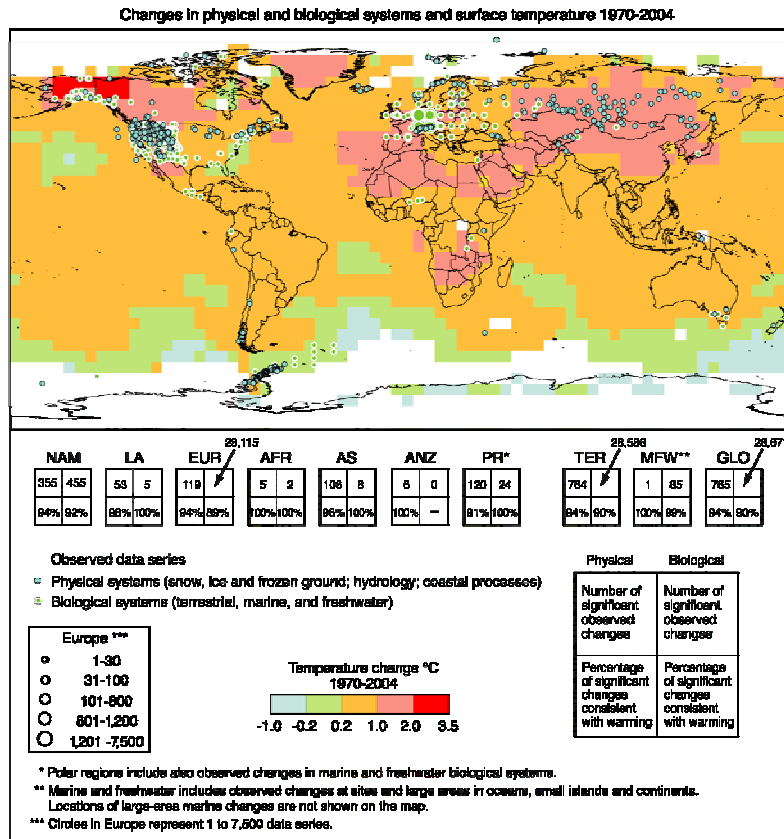 Changes in physical and biological systems and surface temperature 1970-2004
28,115
28,586
28,671
NAM LA EUR AFR AS ANZ PR* TER MFW** GLO
355 455 53 5 119 5 2 106 8 6 0 120 24 764 1 85 765
94% 92% 98% 100% 94% 89% 100% 100% 96% 100% 100% — 91% 100% 94% 90% 100% 99% 94% 90%
Observed data series
Physical systems (snow, ice and frozen ground; hydrology; coastal processes)
Biological systems (terrestrial, marine, and freshwater)
Physical Biological
Number of significant observed changes
Number of significant observed changes
Percentage of significant changes consistent with warming
Percentage of significant changes consistent with warming
Europe ***
1-30
31-100
101-800
801-1,200
1,201 -7,500
Temperature change °C
1970-2004
-1.0 -0.2 0.2 1.0 2.0 3.5
* Polar regions include also observed changes in marine and freshwater biological systems.
** Marine and freshwater includes observed changes at sites and large areas in oceans, small islands and continents.
Locations of large-area marine changes are not shown on the map.
*** Circles in Europe represent 1 to 7,500 data series.